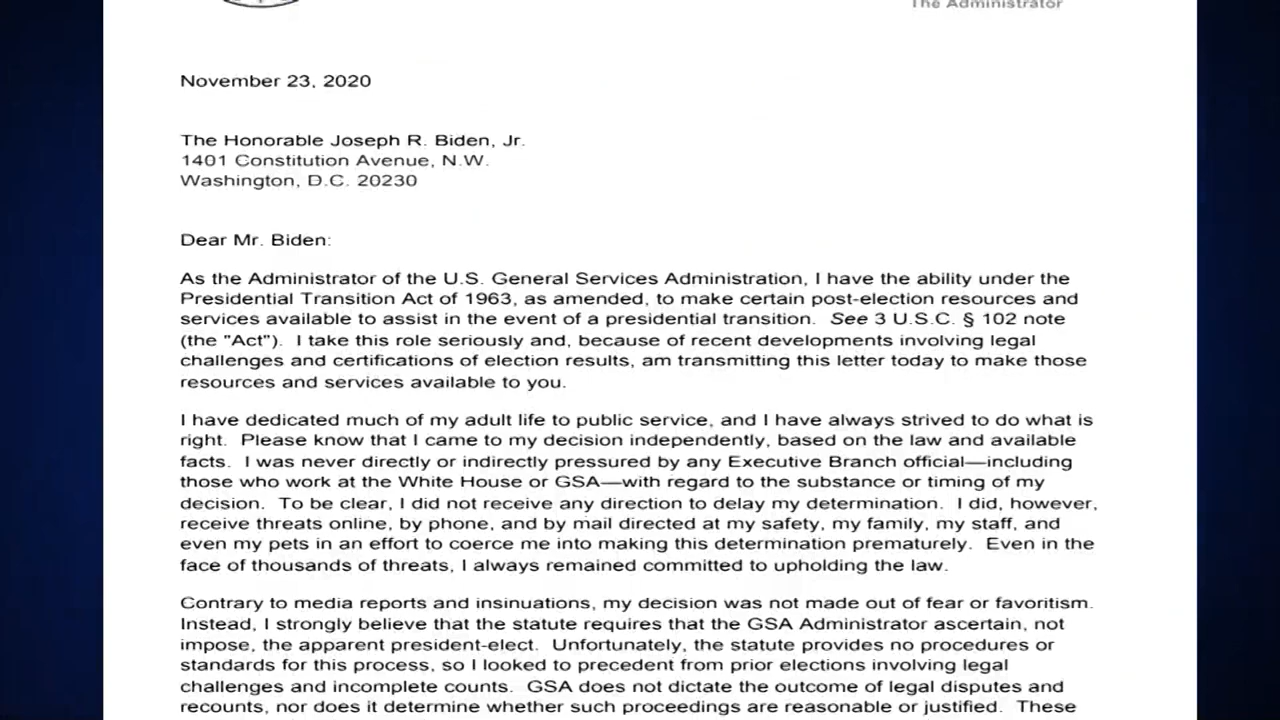 The Administrator
November 23, 2020
The Honorable Joseph R. Biden, Jr.
1401 Constitution Avenue, N.W.
Washington, D.C. 20230
Dear Mr. Biden:
As the Administrator of the U.S. General Services Administration, I have the ability under the
Presidential Transition Act of 1963, as amended, to make certain post-election resources and
services available to assist in the event of a presidential transition.  See 3 U.S.C. § 102 note
(the "Act").  I take this role seriously and, because of recent developments involving legal
challenges and certifications of election results, am transmitting this letter today to make those
resources and services available to you.
I have dedicated much of my adult life to public service, and I have always strived to do what is
right.  Please know that I came to my decision independently, based on the law and available
facts.  I was never directly or indirectly pressured by any Executive Branch official—including
those who work at the White House or GSA—with regard to the substance or timing of my
decision.  To be clear, I did not receive any direction to delay my determination.  I did, however,
receive threats online, by phone, and by mail directed at my safety, my family, my staff, and
even my pets in an effort to coerce me into making this determination prematurely.  Even in the
face of thousands of threats, I always remained committed to upholding the law.
Contrary to media reports and insinuations, my decision was not made out of fear or favoritism.
Instead, I strongly believe that the statute requires that the GSA Administrator ascertain, not
impose, the apparent president-elect.  Unfortunately, the statute provides no procedures or
standards for this process, so I looked to precedent from prior elections involving legal
challenges and incomplete counts.  GSA does not dictate the outcome of legal disputes and
recounts, nor does it determine whether such proceedings are reasonable or justified.  These